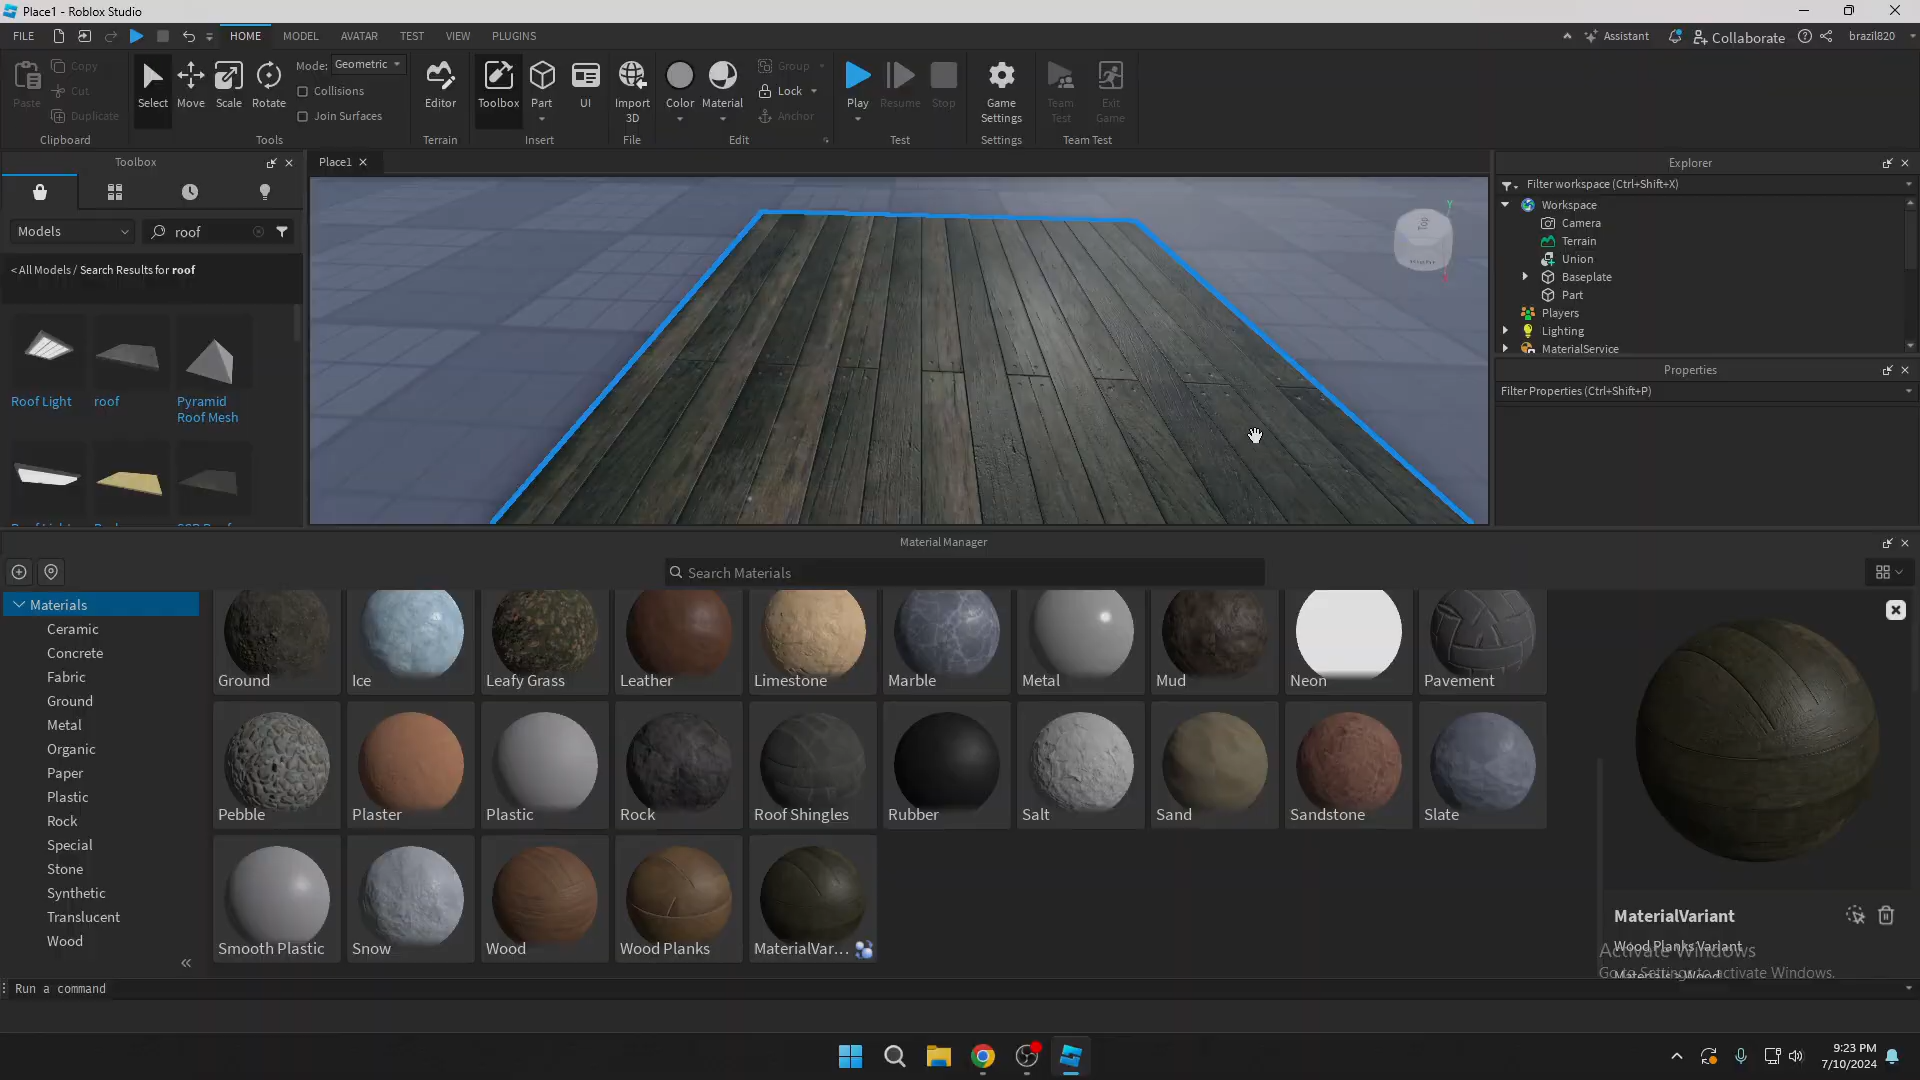 Place1 - Roblox Studio
FILE HOME MODEL AVATAR TEST VIEW PLUGINS Assistant Collaborate brazil820
Paste Copy Cut Duplicate
Clipboard
Select Move Scale Rotate Mode: Geometric
Collisions
Join Surfaces
Tools
Editor
Terrain
Toolbox Part UI
Insert
Import 3D
File
Color Material Group Lock Anchor
Edit
Play Resume Stop
Test
Game Settings
Settings
Team Test Exit Game
Team Test
Toolbox
Models roof
< All Models / Search Results for roof
Roof Light roof Pyramid Roof Mesh
Place1
Top
Explorer
Filter workspace (Ctrl+Shift+X)
Workspace
Camera
Terrain
Union
Baseplate
Part
Players
Lighting
MaterialService
Properties
Filter Properties (Ctrl+Shift+P)
Material Manager
Search Materials
Materials
Ceramic
Concrete
Fabric
Ground
Metal
Organic
Paper
Plastic
Rock
Special
Stone
Synthetic
Translucent
Wood
Ground Ice Leafy Grass Leather Limestone Marble Metal Mud Neon Pavement
Pebble Plaster Plastic Rock Roof Shingles Rubber Salt Sand Sandstone Slate
Smooth Plastic Snow Wood Wood Planks MaterialVar...
MaterialVariant
Wood Planks Variant
Activate Windows
Go to Settings to activate Windows.
Run a command
9:23 PM
7/10/2024